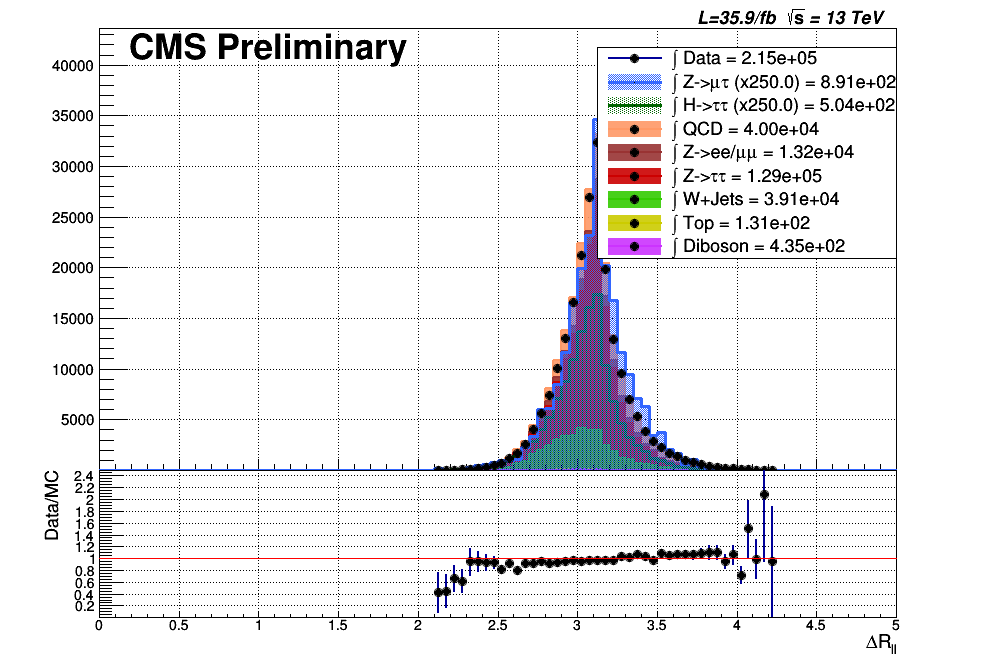 L=35.9/fb √s = 13 TeV
CMS Preliminary
∫ Data = 2.15e+05
∫ Z->μτ (x250.0) = 8.91e+02
∫ H->ττ (x250.0) = 5.04e+02
∫ QCD = 4.00e+04
∫ Z->ee/μμ = 1.32e+04
∫ Z->ττ = 1.29e+05
∫ W+Jets = 3.91e+04
∫ Top = 1.31e+02
∫ Diboson = 4.35e+02
40000
35000
30000
25000
20000
15000
10000
5000
Data/MC
2.4
2.2
2
1.8
1.6
1.4
1.2
1
0.8
0.6
0.4
0.2
0 0.5 1 1.5 2 2.5 3 3.5 4 4.5 5
ΔR_ll